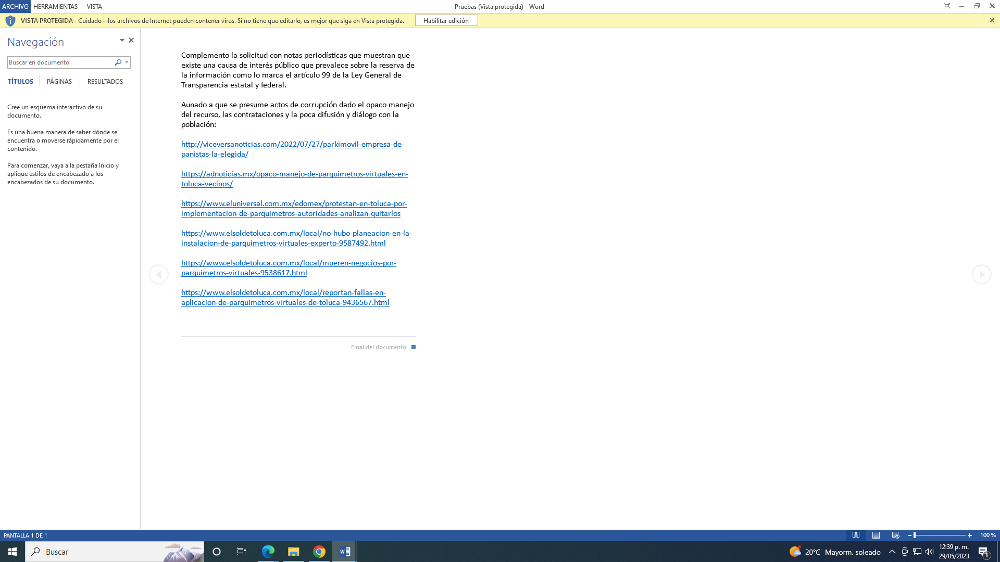 ARCHIVO HERRAMIENTAS VISTA
Pruebas (Vista protegida) - Word
VISTA PROTEGIDA Cuidado—los archivos de Internet pueden contener virus. Si no tiene que editarlo, es mejor que siga en Vista protegida. Habilitar edición
Navegación
Buscar en documento
TÍTULOS PÁGINAS RESULTADOS
Cree un esquema interactivo de su
documento.
Es una buena manera de saber dónde se
encuentra o moverse rápidamente por el
contenido.
Para comenzar, vaya a la pestaña Inicio y
aplique estilos de encabezado a los
encabezados de su documento.
Complemento la solicitud con notas periodísticas que muestran que
existe una causa de interés público que prevalece sobre la reserva de
la información como lo marca el artículo 99 de la Ley General de
Transparencia estatal y federal.
Aunado a que se presume actos de corrupción dado el opaco manejo
del recurso, las contrataciones y la poca difusión y diálogo con la
población:
http://viceversanoticias.com/2022/07/27/parkimovil-empresa-de-
panistas-la-elegida/
https://adnoticias.mx/opaco-manejo-de-parquimetros-virtuales-en-
toluca-vecinos/
https://www.eluniversal.com.mx/edomex/protestan-en-toluca-por-
implementacion-de-parquimetros-autoridades-analizan-quitarlos
https://www.elsoldetoluca.com.mx/local/no-hubo-planeacion-en-la-
instalacion-de-parquimetros-virtuales-experto-9587492.html
https://www.elsoldetoluca.com.mx/local/mueren-negocios-por-
parquimetros-virtuales-9538617.html
https://www.elsoldetoluca.com.mx/local/reportan-fallas-en-
aplicacion-de-parquimetros-virtuales-de-toluca-9436567.html
Final del documento
PANTALLA 1 DE 1
100 %
Buscar
20°C Mayorm. soleado
12:39 p. m.
29/05/2023
1